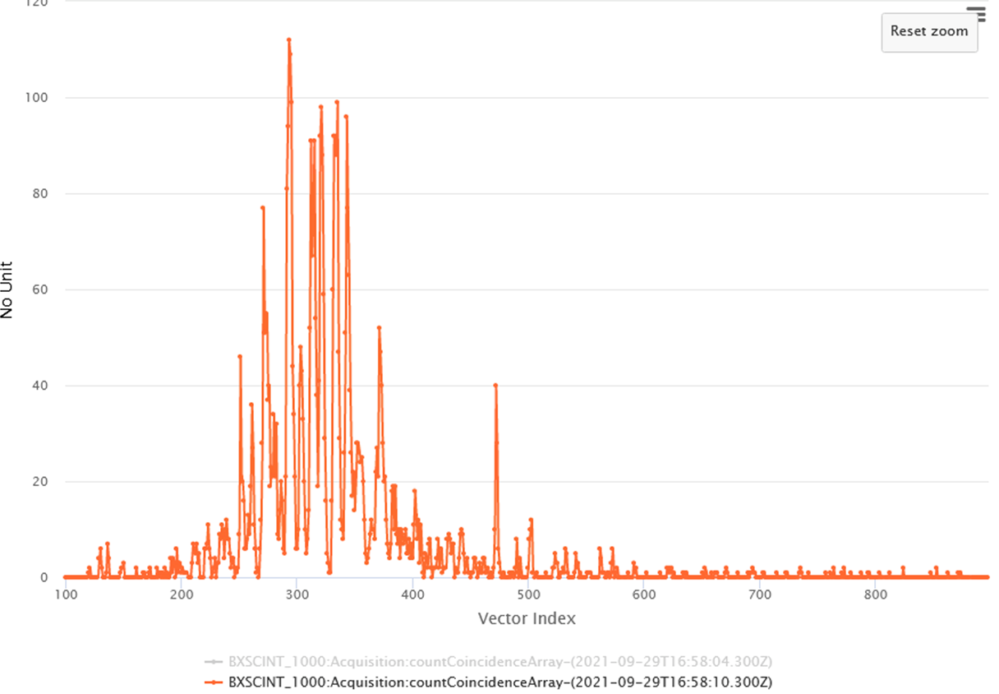 120
Reset zoom
100
80
60
40
20
0
No Unit
100 200 300 400 500 600 700 800
Vector Index
BXSCINT_1000:Acquisition:countCoincidenceArray-(2021-09-29T16:58:04.300Z)
BXSCINT_1000:Acquisition:countCoincidenceArray-(2021-09-29T16:58:10.300Z)